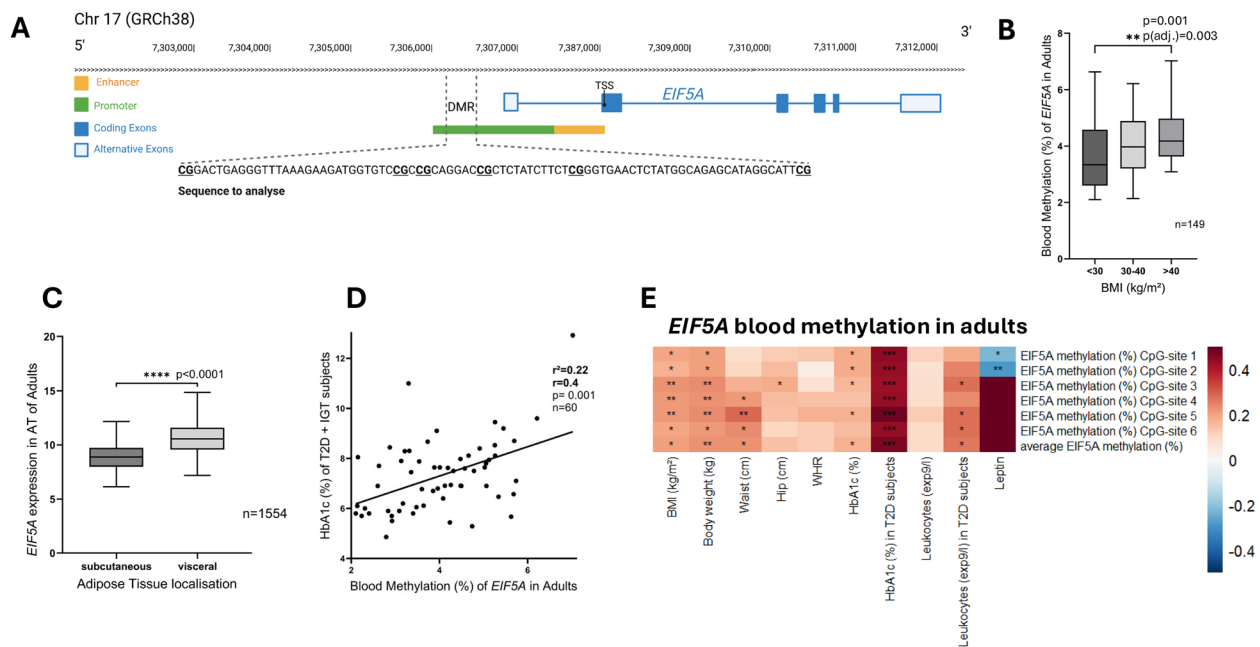 A
Chr 17 (GRCh38)
5'
3'
7,303,000|
7,304,000|
7,305,000|
7,306,000|
7,307,000|
7,387,000|
7,309,000|
7,310,000|
7,311,000|
7,312,000|
Enhancer
Promoter
Coding Exons
Alternative Exons
DMR
TSS
EIF5A
CGGACTGAGGGTTTAAAGAAGATGGTGTCCGCCGCAGGACCGCTCTATCTTCTCGGGTGAACTCTATGGCAGAGCATAGGCATTCG
Sequence to analyse
B
p=0.001
** p(adj.)=0.003
Blood Methylation (%) of EIF5A in Adults
8
6
4
2
0
n=149
<30
30-40
>40
BMI (kg/m²)
C
EIF5A expression in AT of Adults
20
15
10
5
0
**** p<0.0001
n=1554
subcutaneous
visceral
Adipose Tissue localisation
D
HbA1c (%) of T2D + IGT subjects
12
10
8
6
4
r²=0.22
r=0.4
p= 0.001
n=60
2
4
6
Blood Methylation (%) of EIF5A in Adults
E
EIF5A blood methylation in adults
* * * *** *
EIF5A methylation (%) CpG-site 1
* * * *** **
EIF5A methylation (%) CpG-site 2
** ** * * *** *
EIF5A methylation (%) CpG-site 3
** ** * ***
EIF5A methylation (%) CpG-site 4
** ** ** * *** *
EIF5A methylation (%) CpG-site 5
* * * *** *
EIF5A methylation (%) CpG-site 6
* ** * * *** *
average EIF5A methylation (%)
BMI (kg/m²)
Body weight (kg)
Waist (cm)
Hip (cm)
WHR
HbA1c (%)
HbA1c (%) in T2D subjects
Leukocytes (exp9/l)
Leukocytes (exp9/l) in T2D subjects
Leptin
0.4
0.2
0
-0.2
-0.4